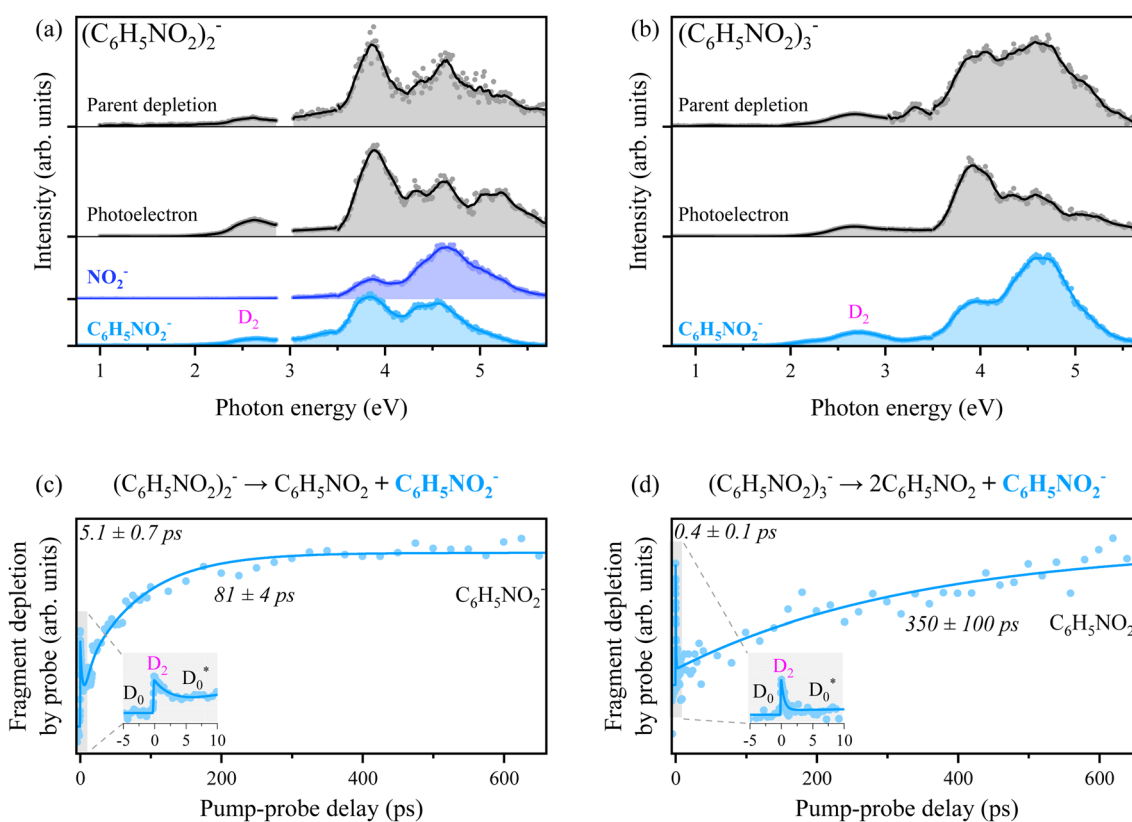 (a)
(C₆H₅NO₂)₂⁻
Parent depletion
Photoelectron
NO₂⁻
D₂
C₆H₅NO₂⁻
Intensity (arb. units)
1 2 3 4 5
Photon energy (eV)
(b)
(C₆H₅NO₂)₃⁻
Parent depletion
Photoelectron
D₂
C₆H₅NO₂⁻
Intensity (arb. units)
1 2 3 4 5
Photon energy (eV)
(c) (C₆H₅NO₂)₂⁻ → C₆H₅NO₂ + C₆H₅NO₂⁻
5.1 ± 0.7 ps
81 ± 4 ps
C₆H₅NO₂⁻
D₂
D₀ D₀*
-5 0 5 10
Fragment depletion
by probe (arb. units)
0 200 400 600
Pump-probe delay (ps)
(d) (C₆H₅NO₂)₃⁻ → 2C₆H₅NO₂ + C₆H₅NO₂⁻
0.4 ± 0.1 ps
350 ± 100 ps
C₆H₅NO₂
D₂
D₀ D₀*
-5 0 5 10
Fragment depletion
by probe (arb. units)
0 200 400 600
Pump-probe delay (ps)